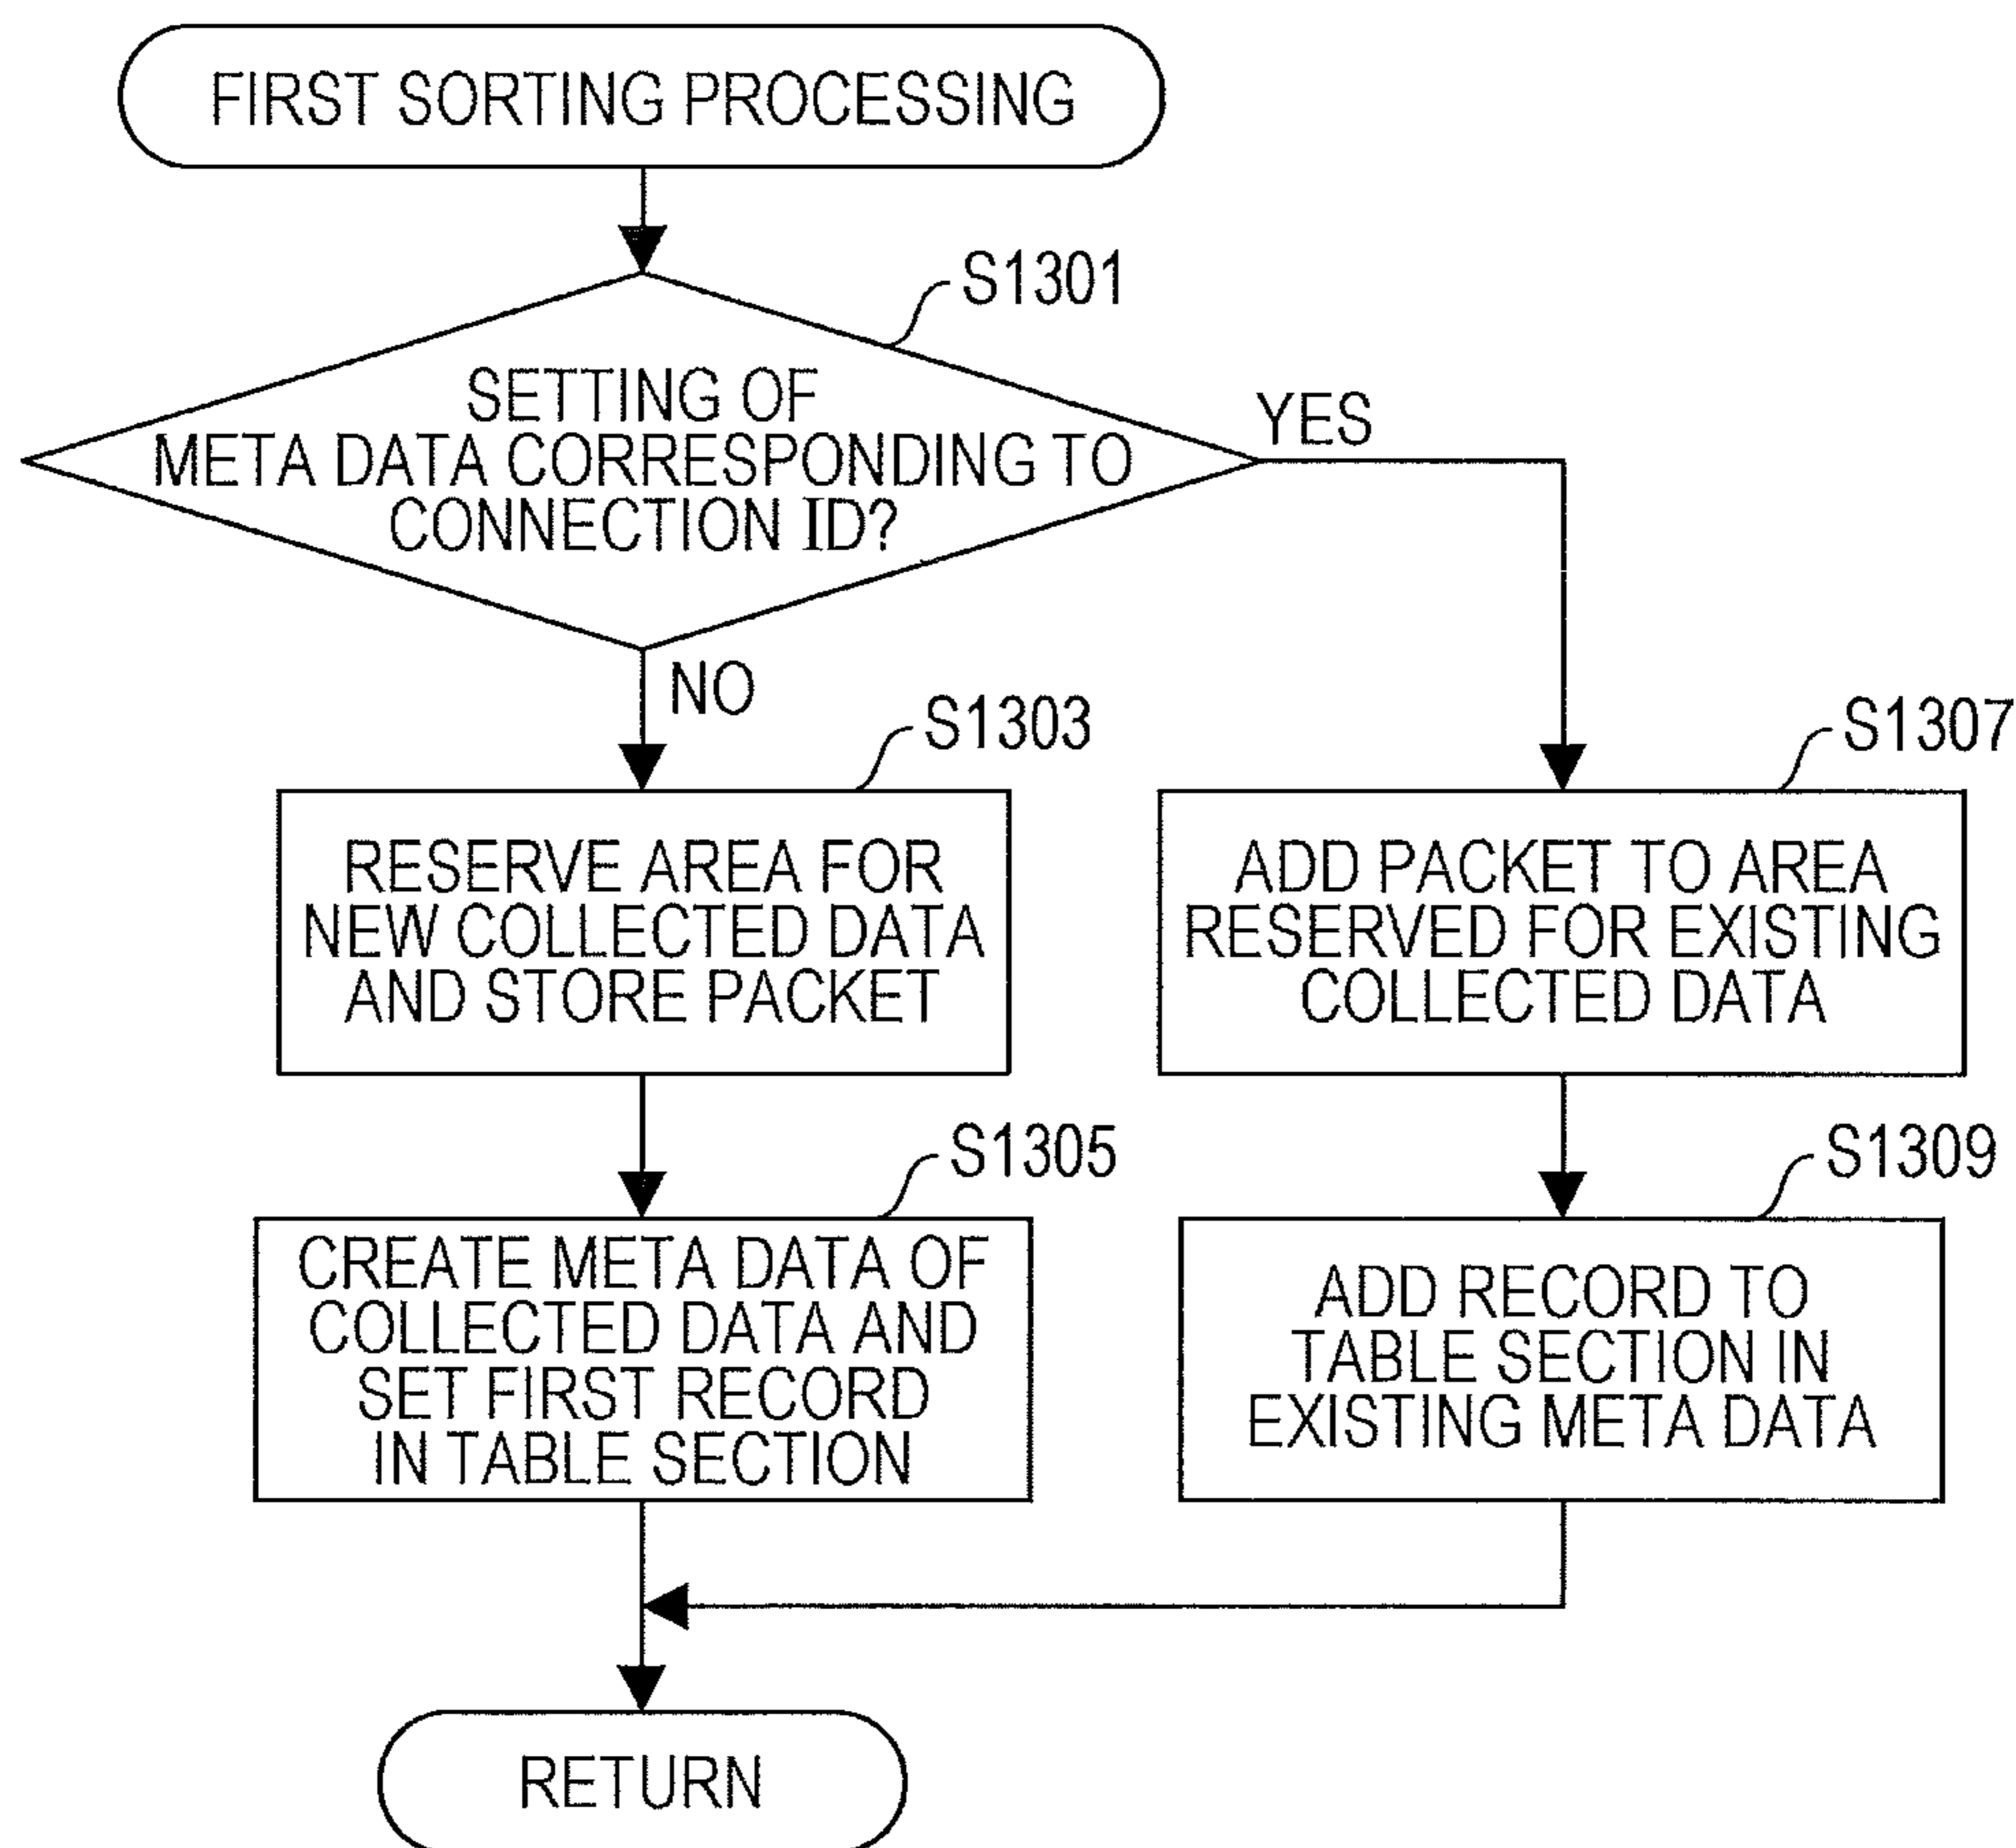 FIRST SORTING PROCESSING
S1301
SETTING OF
META DATA CORRESPONDING TO
CONNECTION ID?
YES
NO
S1303
RESERVE AREA FOR
NEW COLLECTED DATA
AND STORE PACKET
S1307
ADD PACKET TO AREA
RESERVED FOR EXISTING
COLLECTED DATA
S1305
CREATE META DATA OF
COLLECTED DATA AND
SET FIRST RECORD
IN TABLE SECTION
S1309
ADD RECORD TO
TABLE SECTION IN
EXISTING META DATA
RETURN